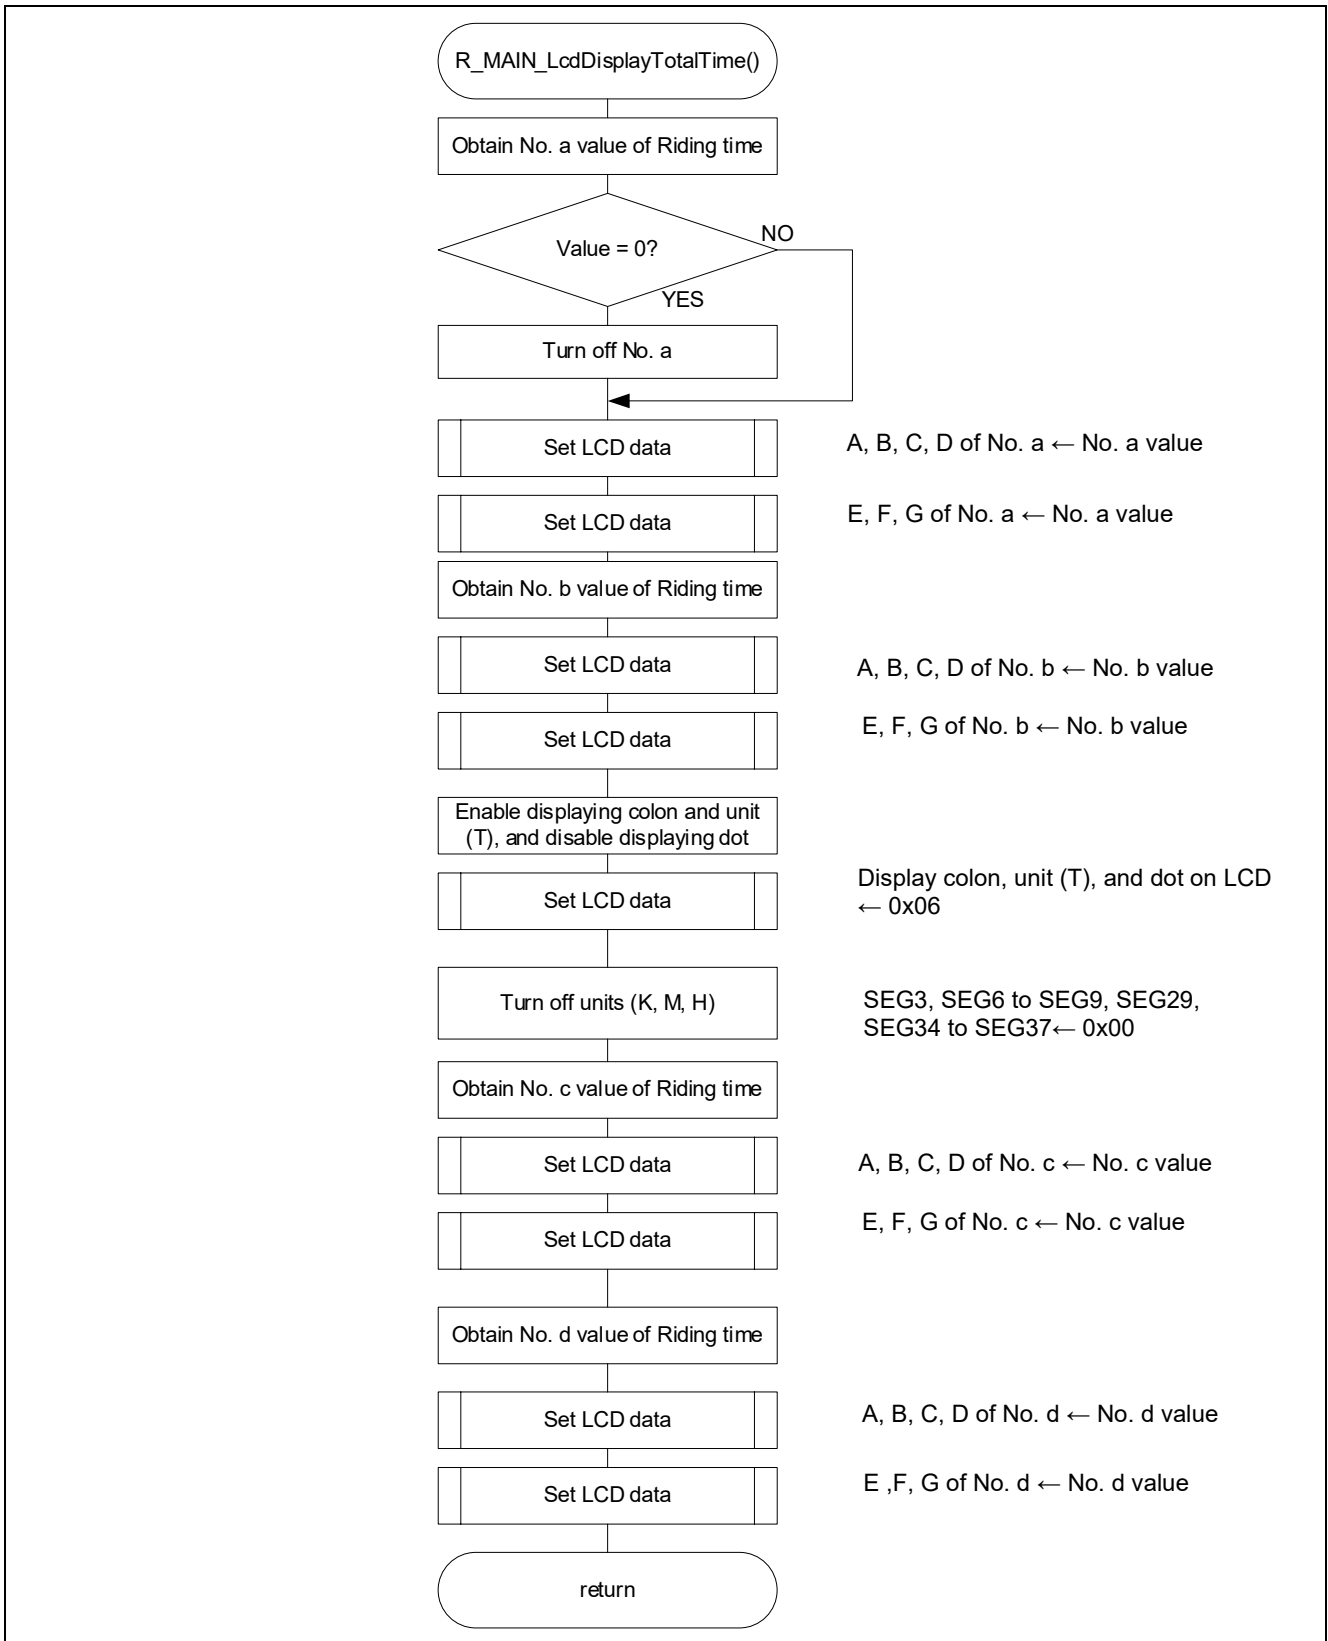 R_MAIN_LcdDisplayTotalTime()
Obtain No. a value of Riding time
Value = 0?
NO
YES
Turn off No. a
Set LCD data
A, B, C, D of No. a ← No. a value
Set LCD data
E, F, G of No. a ← No. a value
Obtain No. b value of Riding time
Set LCD data
A, B, C, D of No. b ← No. b value
Set LCD data
E, F, G of No. b ← No. b value
Enable displaying colon and unit
(T), and disable displaying dot
Set LCD data
Display colon, unit (T), and dot on LCD
← 0x06
Turn off units (K, M, H)
SEG3, SEG6 to SEG9, SEG29,
SEG34 to SEG37← 0x00
Obtain No. c value of Riding time
Set LCD data
A, B, C, D of No. c ← No. c value
Set LCD data
E, F, G of No. c ← No. c value
Obtain No. d value of Riding time
Set LCD data
A, B, C, D of No. d ← No. d value
Set LCD data
E ,F, G of No. d ← No. d value
return